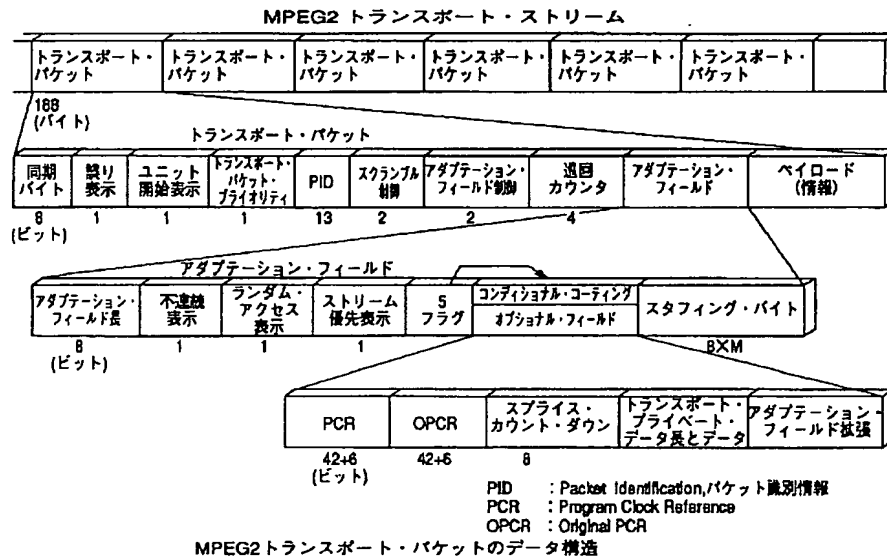 MPEG2 トランスポート・ストリーム
トランスポート・パケット トランスポート・パケット トランスポート・パケット トランスポート・パケット トランスポート・パケット トランスポート・パケット
188
(バイト)
トランスポート・パケット
同期バイト 誤り表示 ユニット開始表示 トランスポート・パケット・プライオリティ PID スクランブル制御 アダプテーション・フィールド制御 巡回カウンタ アダプテーション・フィールド ペイロード(情報)
8 1 1 1 13 2 2 4
(ビット)
アダプテーション・フィールド
アダプテーション・フィールド長 不連続表示 ランダム・アクセス表示 ストリーム優先表示 5フラグ コンディショナル・コーティング オプショナル・フィールド スタフィング・バイト
8 1 1 1 8×M
(ビット)
PCR OPCR スプライス・カウント・ダウン トランスポート・プライベート・データ長とデータ アダプテーション・フィールド拡張
42+6 42+6 8
(ビット)
PID : Packet Identification,パケット識別情報
PCR : Program Clock Reference
OPCR : Original PCR
MPEG2トランスポート・パケットのデータ構造